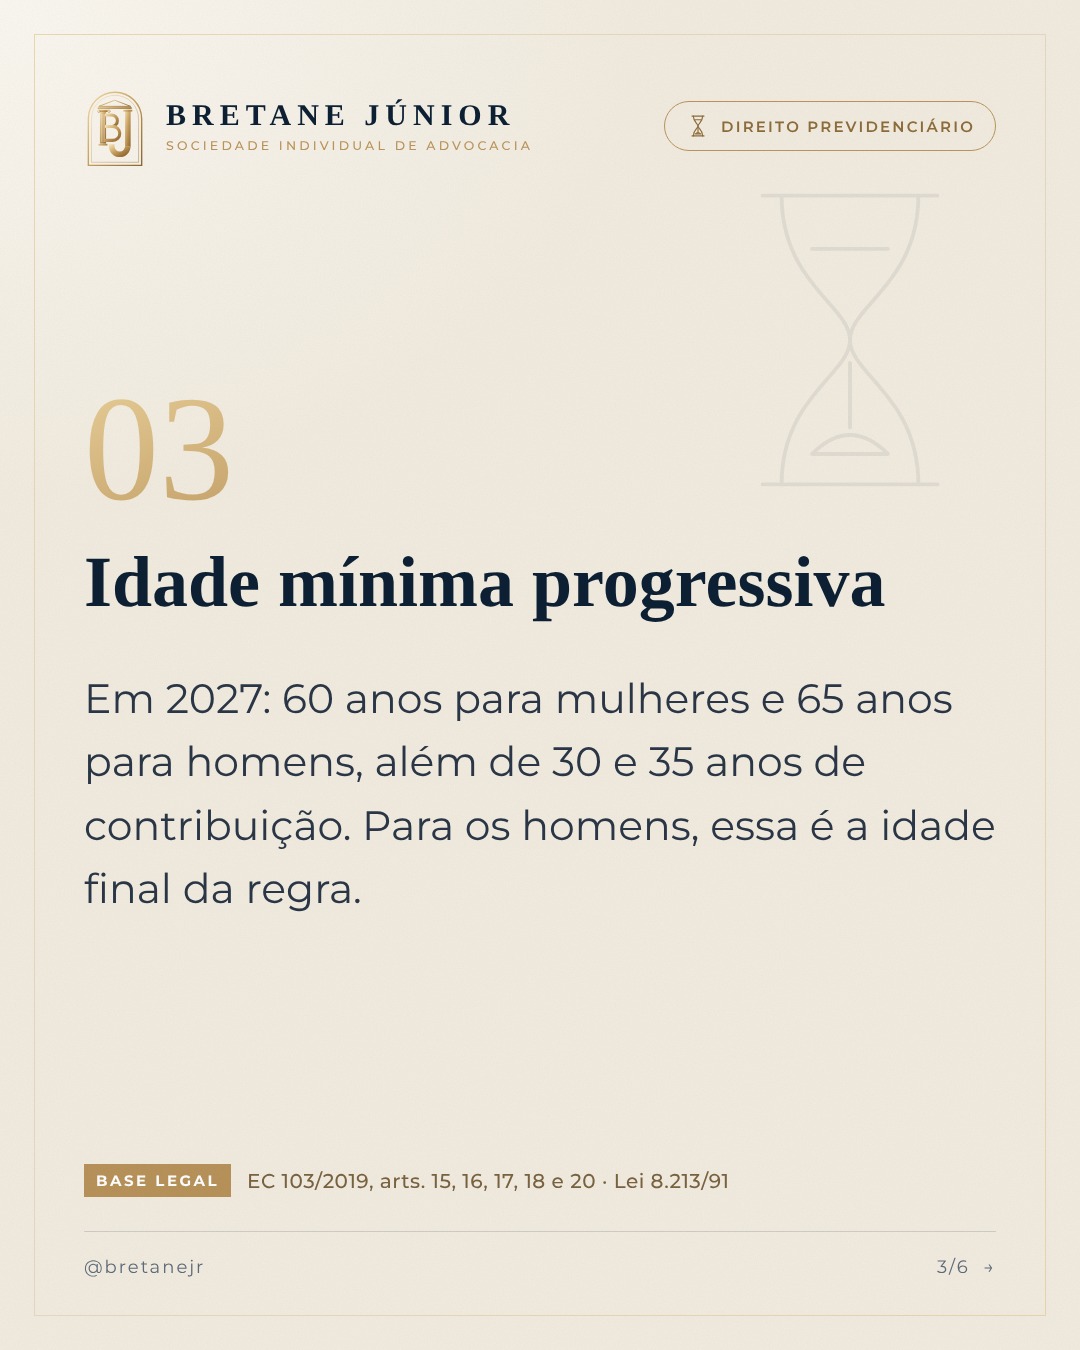 BRETANE JÚNIOR
SOCIEDADE INDIVIDUAL DE ADVOCACIA
DIREITO PREVIDENCIÁRIO
03
Idade mínima progressiva
Em 2027: 60 anos para mulheres e 65 anos
para homens, além de 30 e 35 anos de
contribuição. Para os homens, essa é a idade
final da regra.
BASE LEGAL EC 103/2019, arts. 15, 16, 17, 18 e 20 · Lei 8.213/91
@bretanejr
3/6 →